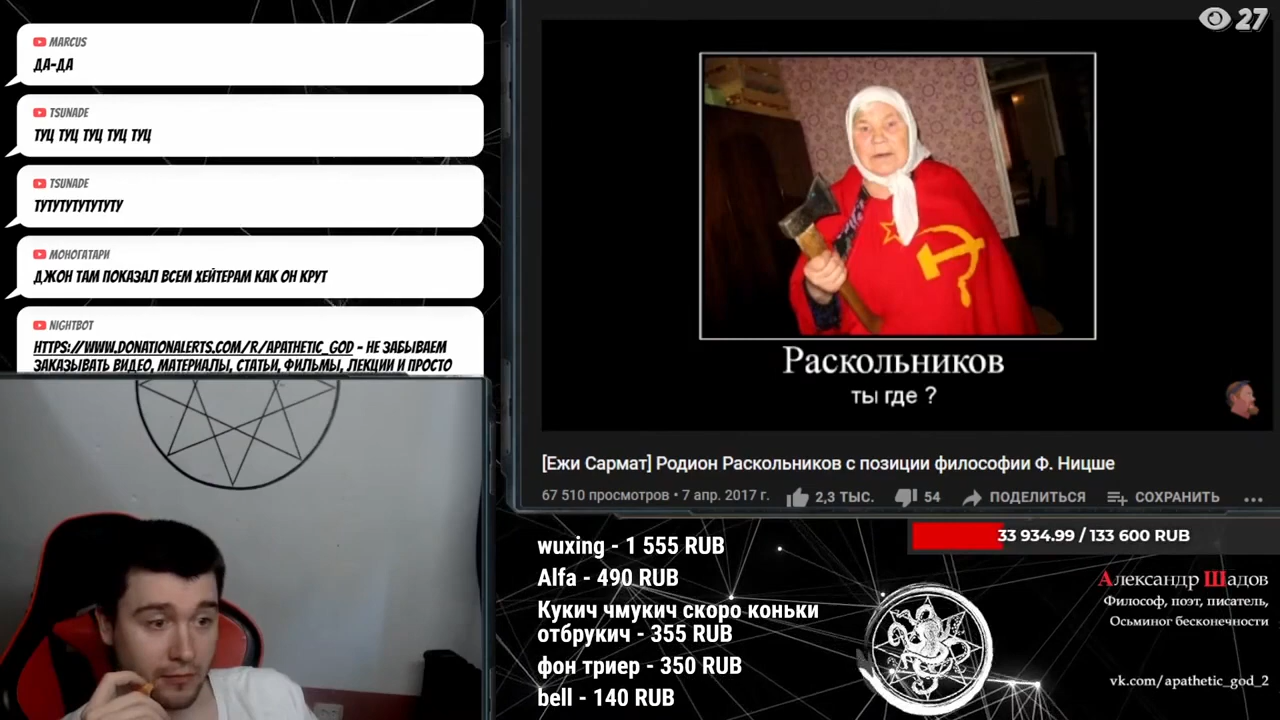 MARCUS
ДА-ДА
TSUNADE
ТУЦ ТУЦ ТУЦ ТУЦ ТУЦ
TSUNADE
ТУТУТУТУТУТУТУ
МОНОГАТАРИ
ДЖОН ТАМ ПОКАЗАЛ ВСЕМ ХЕЙТЕРАМ КАК ОН КРУТ
NIGHTBOT
HTTPS://WWW.DONATIONALERTS.COM/R/APATHETIC_GOD - НЕ ЗАБЫВАЕМ
ЗАКАЗЫВАТЬ ВИДЕО, МАТЕРИАЛЫ, СТАТЬИ, ФИЛЬМЫ, ЛЕКЦИИ И ПРОСТО
27
Раскольников
ты где ?
[Ежи Сармат] Родион Раскольников с позиции философии Ф. Ницше
67 510 просмотров • 7 апр. 2017 г.
2,3 ТЫС.
54
ПОДЕЛИТЬСЯ
СОХРАНИТЬ
wuxing - 1 555 RUB
Alfa - 490 RUB
Кукич чмукич скоро коньки
отбрукич - 355 RUB
фон триер - 350 RUB
bell - 140 RUB
33 934.99 / 133 600 RUB
Александр Шадов
Философ, поэт, писатель,
Осьминог бесконечности
vk.com/apathetic_god_2